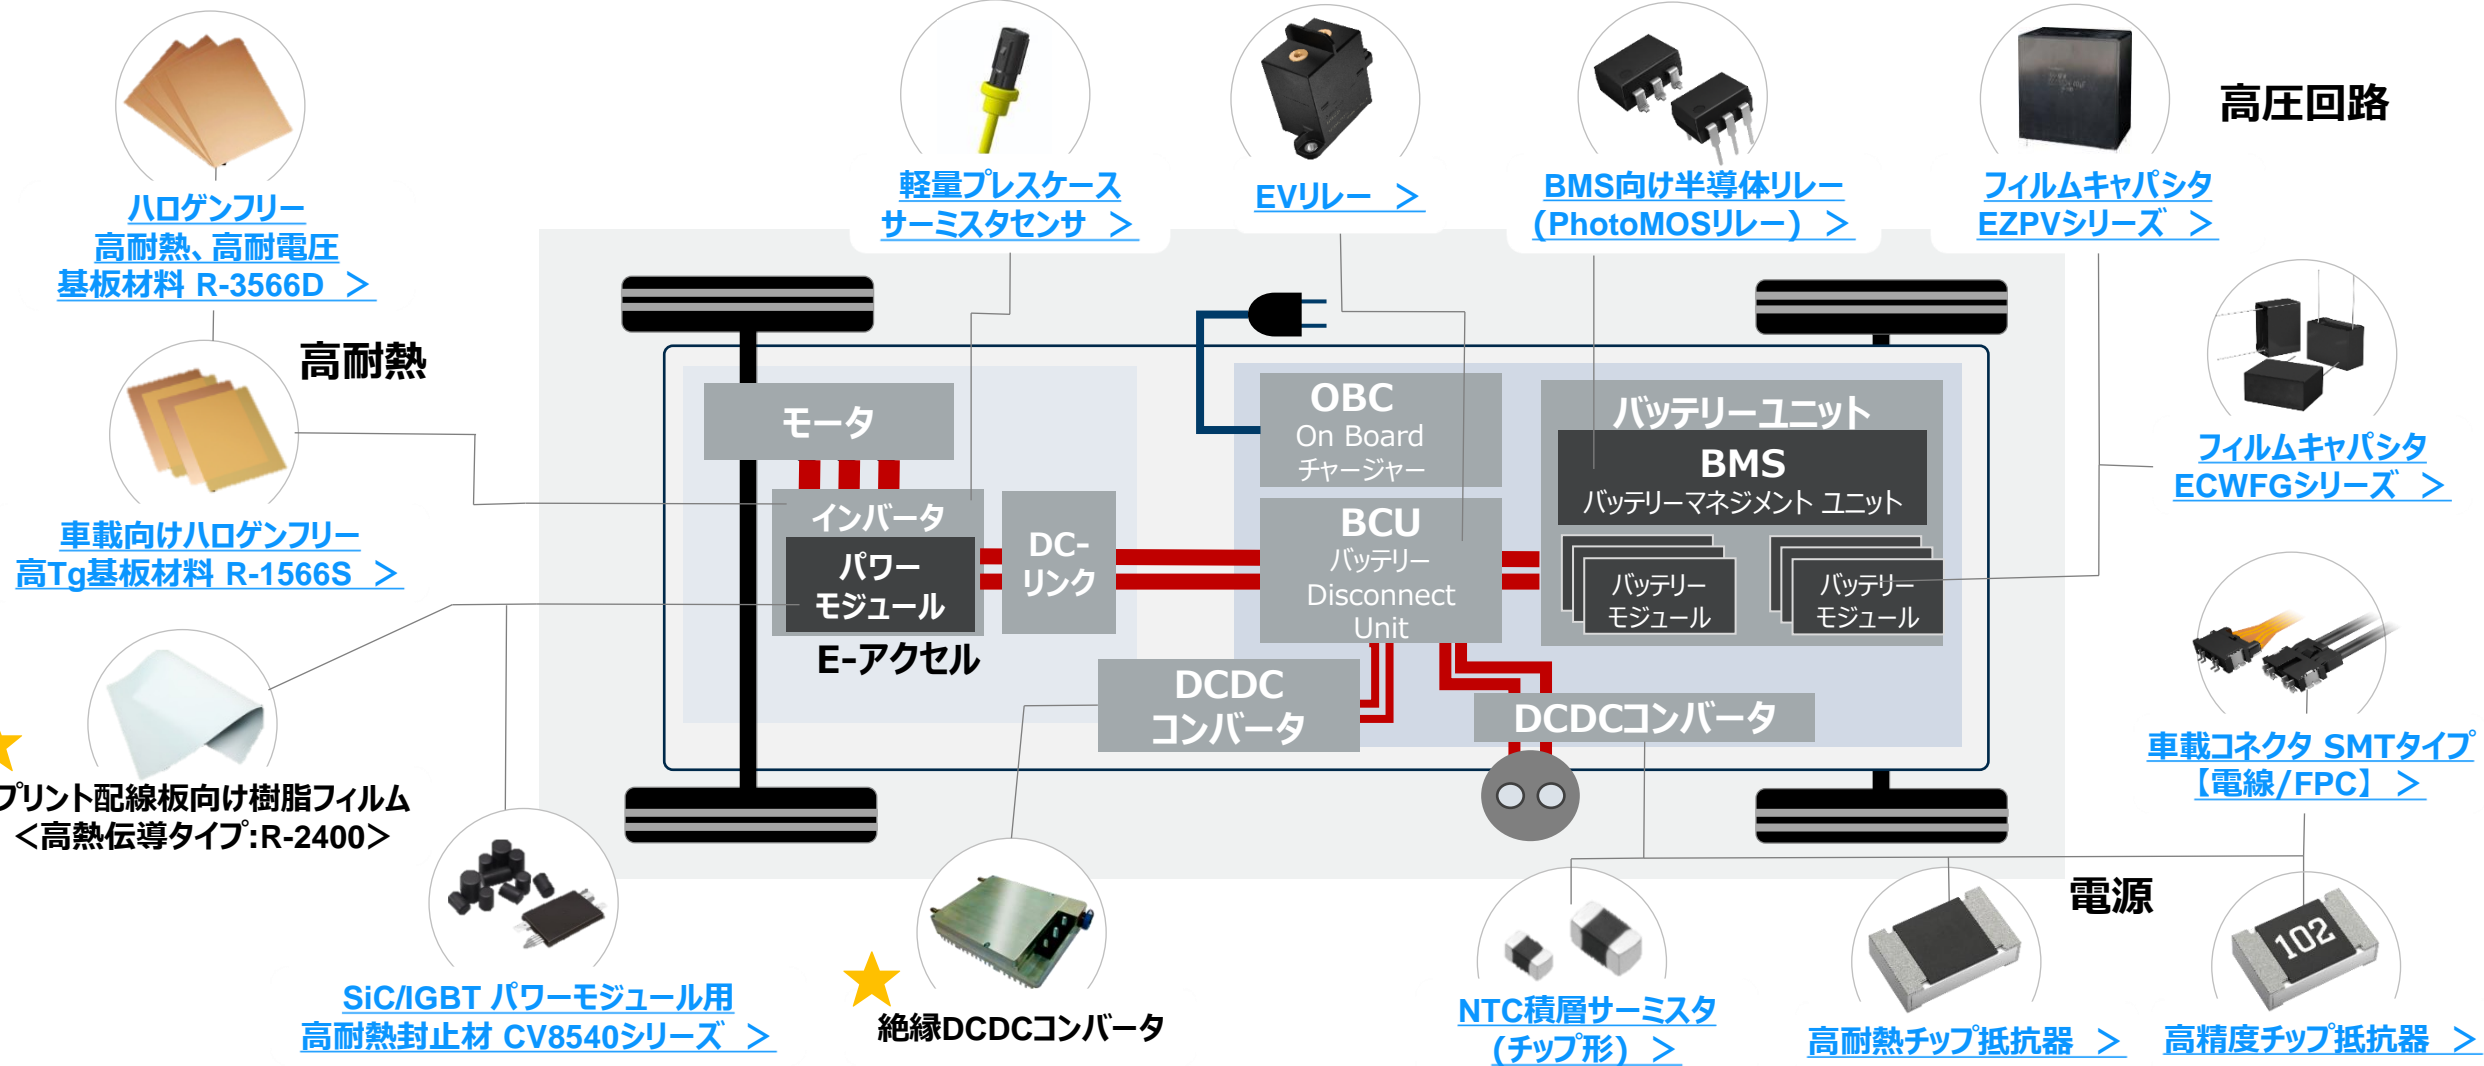 高圧回路
軽量プレスケース
サーミスタセンサ ＞
EVリレー ＞
BMS向け半導体リレー
(PhotoMOSリレー) ＞
フィルムキャパシタ
EZPVシリーズ ＞
ハロゲンフリー
高耐熱、高耐電圧
基板材料 R-3566D ＞
高耐熱
車載向けハロゲンフリー
高Tg基板材料 R-1566S ＞
フィルムキャパシタ
ECWFGシリーズ ＞
モータ
インバータ
パワー
モジュール
E-アクセル
DC-
リンク
OBC
On Board
チャージャー
BCU
バッテリー
Disconnect
Unit
バッテリーユニット
BMS
バッテリーマネジメント ユニット
バッテリー
モジュール
バッテリー
モジュール
DCDC
コンバータ
DCDCコンバータ
車載コネクタ SMTタイプ
【電線/FPC】 ＞
プリント配線板向け樹脂フィルム
＜高熱伝導タイプ:R-2400＞
電源
102
SiC/IGBT パワーモジュール用
高耐熱封止材 CV8540シリーズ ＞
絶縁DCDCコンバータ
NTC積層サーミスタ
(チップ形) ＞
高耐熱チップ抵抗器 ＞
高精度チップ抵抗器 ＞